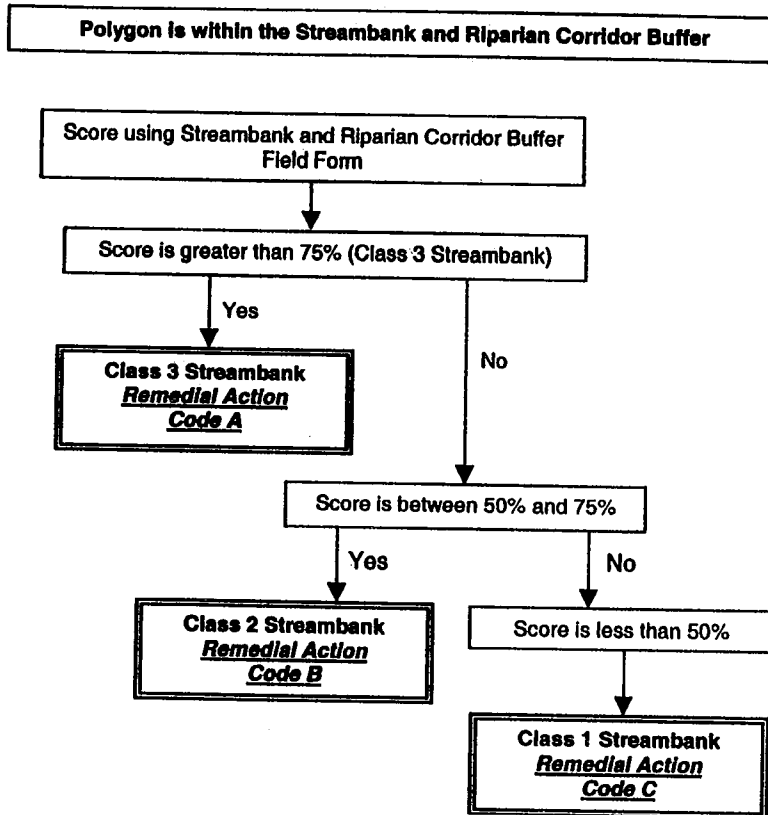 Polygon is within the Streambank and Riparian Corridor Buffer
Score using Streambank and Riparian Corridor Buffer
Field Form
Score is greater than 75% (Class 3 Streambank)
Yes
No
Class 3 Streambank
Remedial Action
Code A
Score is between 50% and 75%
Yes
No
Class 2 Streambank
Remedial Action
Code B
Score is less than 50%
Class 1 Streambank
Remedial Action
Code C